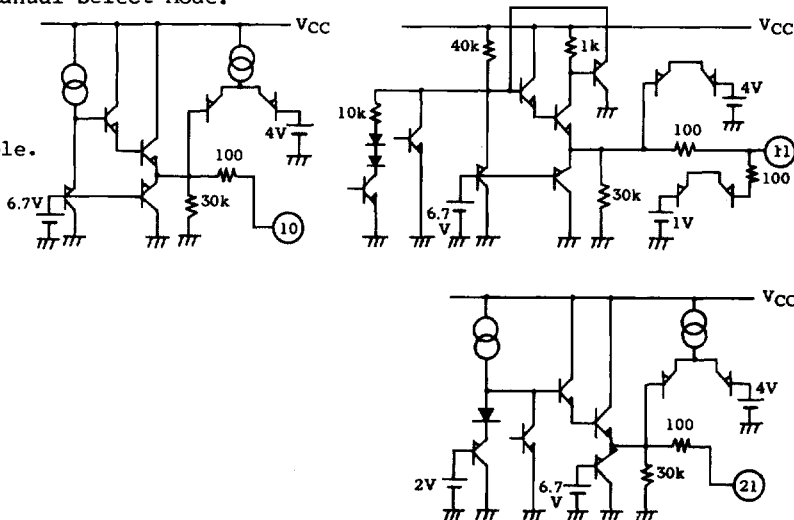 anual Select Mode.
VCC
4V
ple.
100
6.7V
30k
10
VCC
40k
1k
10k
4V
100
11
100
6.7
V
30k
1V
VCC
4V
100
2V
6.7
V
30k
21